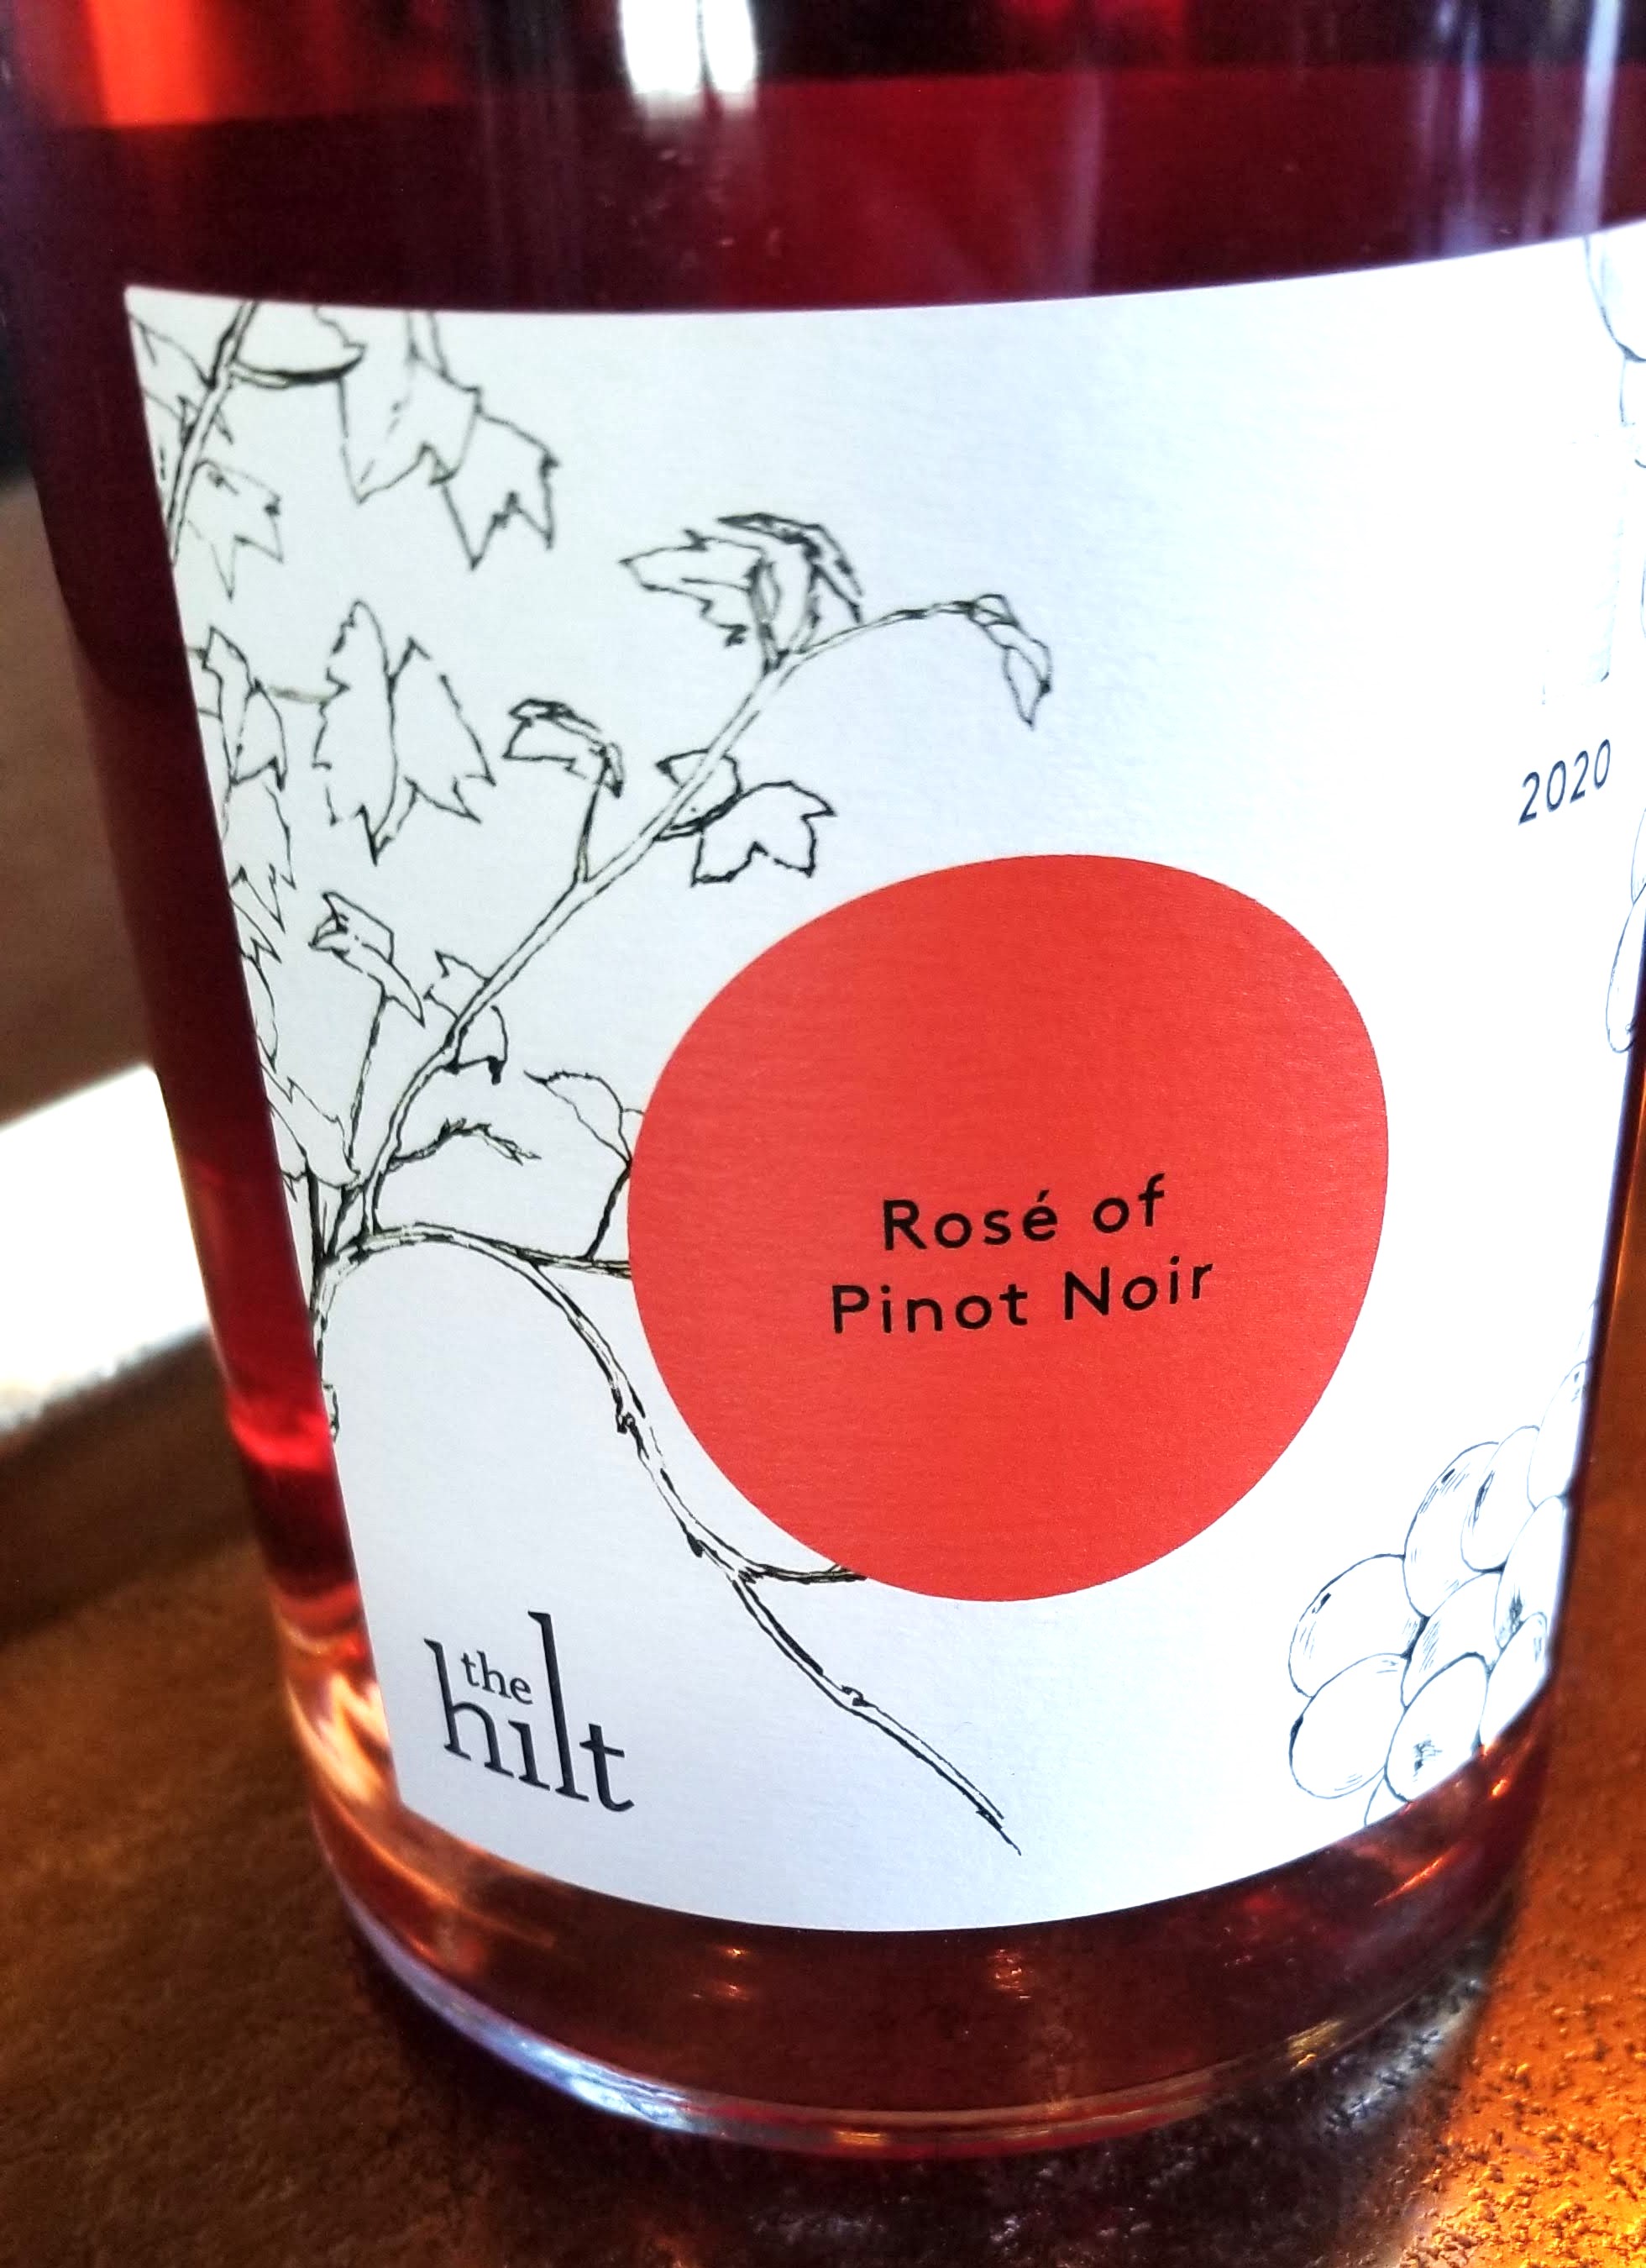 2020
Rosé of
Pinot Noir
the
hilt